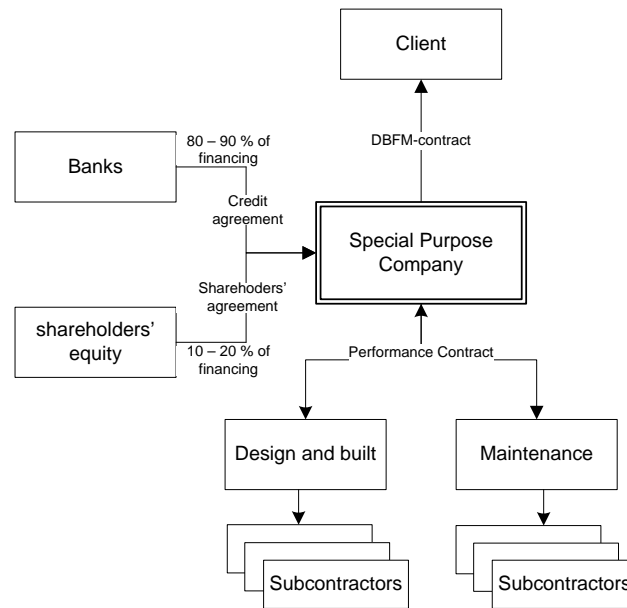 Client
80 – 90 % of
financing
DBFM-contract
Banks
Credit
agreement
Special Purpose
Company
Sharehoders'
agreement
shareholders'
equity
10 – 20 % of
financing
Performance Contract
Design and built
Maintenance
Subcontractors
Subcontractors